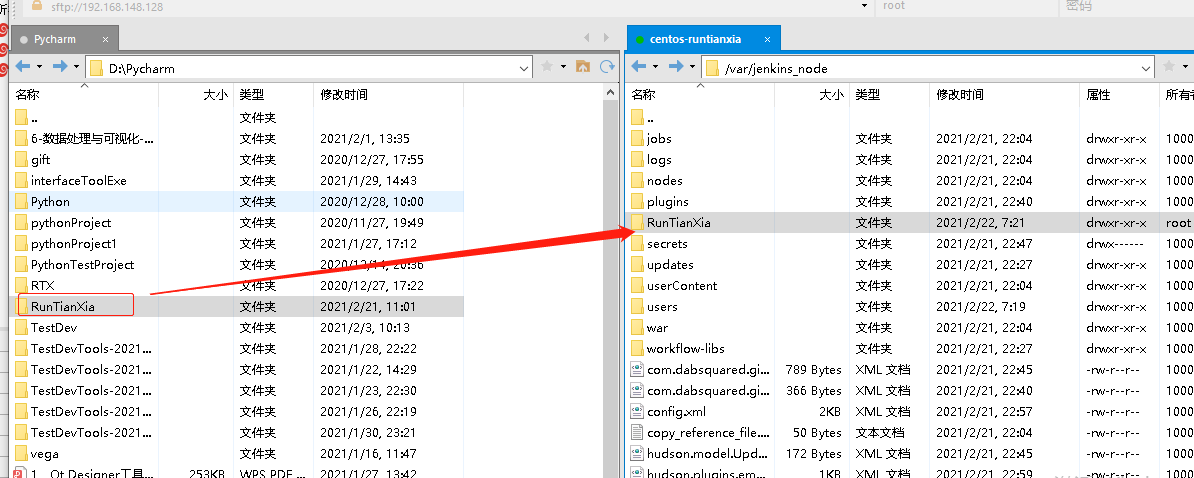 sftp://192.168.148.128 root 密码
Pycharm × centos-runtianxia ×
D:\Pycharm /var/jenkins_node
名称 大小 类型 修改时间 名称 大小 类型 修改时间 属性 所有者
.. 文件夹 .. 文件夹
6-数据处理与可视化-... 文件夹 2021/2/1, 13:35 jobs 文件夹 2021/2/21, 22:04 drwxr-xr-x 1000
gift 文件夹 2020/12/27, 17:55 logs 文件夹 2021/2/21, 22:04 drwxr-xr-x 1000
interfaceToolExe 文件夹 2021/1/29, 14:43 nodes 文件夹 2021/2/21, 22:04 drwxr-xr-x 1000
Python 文件夹 2020/12/28, 10:00 plugins 文件夹 2021/2/21, 22:04 drwxr-xr-x 1000
pythonProject 文件夹 2020/11/27, 19:49 RunTianXia 文件夹 2021/2/22, 7:21 drwxr-xr-x root
pythonProject1 文件夹 2021/1/27, 17:12 secrets 文件夹 2021/2/21, 22:47 drwx------ 1000
PythonTestProject 文件夹 2020/12/14, 20:36 updates 文件夹 2021/2/21, 22:27 drwxr-xr-x 1000
RTX 文件夹 2020/12/27, 17:22 userContent 文件夹 2021/2/21, 22:04 drwxr-xr-x 1000
RunTianXia 文件夹 2021/2/21, 11:01 users 文件夹 2021/2/22, 7:19 drwxr-xr-x 1000
TestDev 文件夹 2021/2/3, 10:13 war 文件夹 2021/2/21, 22:04 drwxr-xr-x 1000
TestDevTools-2021... 文件夹 2021/1/28, 22:22 workflow-libs 文件夹 2021/2/21, 22:27 drwxr-xr-x 1000
TestDevTools-2021... 文件夹 2021/1/22, 14:29 com.dabsquared.gi... 789 Bytes XML 文档 2021/2/21, 22:45 -rw-r--r-- 1000
TestDevTools-2021... 文件夹 2021/1/23, 22:30 com.dabsquared.gi... 366 Bytes XML 文档 2021/2/21, 22:40 -rw-r--r-- 1000
TestDevTools-2021... 文件夹 2021/1/26, 22:19 config.xml 2KB XML 文档 2021/2/21, 22:57 -rw-r--r-- 1000
TestDevTools-2021... 文件夹 2021/1/30, 23:21 copy_reference_file.... 50 Bytes 文本文档 2021/2/21, 22:04 -rw-r--r-- 1000
vega 文件夹 2021/1/16, 11:47 hudson.model.Upd... 172 Bytes XML 文档 2021/2/21, 22:45 -rw-r--r-- 1000
1、Qt Designer工具 253KB WPS PDF 2021/1/27, 13:42 hudson.plugins.em... 1KB XML 文档 2021/2/21, 22:59 -rw-r--r-- 1000